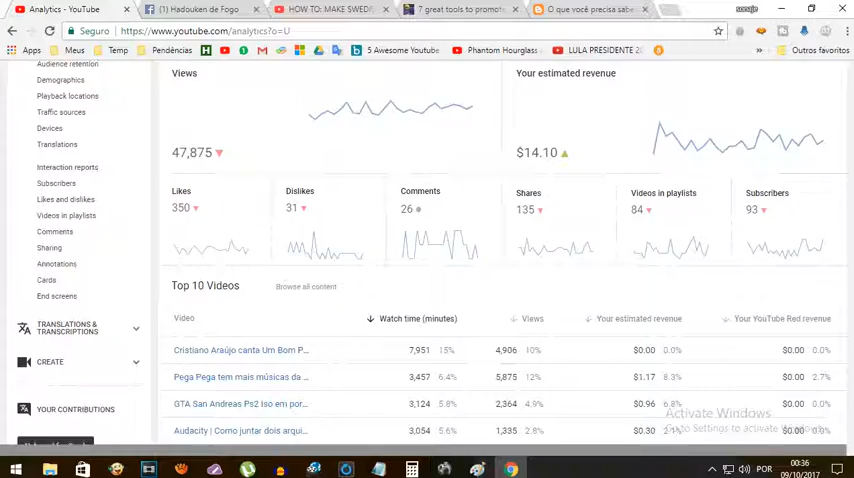 Analytics - YouTube
(1) Hadouken de Fogo
HOW TO: MAKE SWEDIS
7 great tools to promote
O que você precisa sabe
sonsaje
Seguro https://www.youtube.com/analytics?o=U
Apps Meus Temp Pendências 5 Awesome Youtube Phantom Hourglass LULA PRESIDENTE 20 » Outros favoritos
Audience retention
Demographics
Playback locations
Traffic sources
Devices
Translations
Interaction reports
Subscribers
Likes and dislikes
Videos in playlists
Comments
Sharing
Annotations
Cards
End screens
TRANSLATIONS &
TRANSCRIPTIONS
CREATE
YOUR CONTRIBUTIONS
Views
47,875
Your estimated revenue
$14.10
Likes
350
Dislikes
31
Comments
26
Shares
135
Videos in playlists
84
Subscribers
93
Top 10 Videos Browse all content
Video Watch time (minutes) Views Your estimated revenue Your YouTube Red revenue
Cristiano Araújo canta Um Bom P... 7,951 15% 4,906 10% $0.00 0.0% $0.00 0.0%
Pega Pega tem mais músicas da ... 3,457 6.4% 5,875 12% $1.17 8.3% $0.00 2.7%
GTA San Andreas Ps2 Iso em por... 3,124 5.8% 2,364 4.9% $0.96 6.8% $0.00 0.0%
Audacity | Como juntar dois arqui... 3,054 5.6% 1,335 2.8% $0.30 2.1% $0.00 0.0%
Activate Windows
Go to Settings to activate Windows.
POR
00:36
09/10/2017